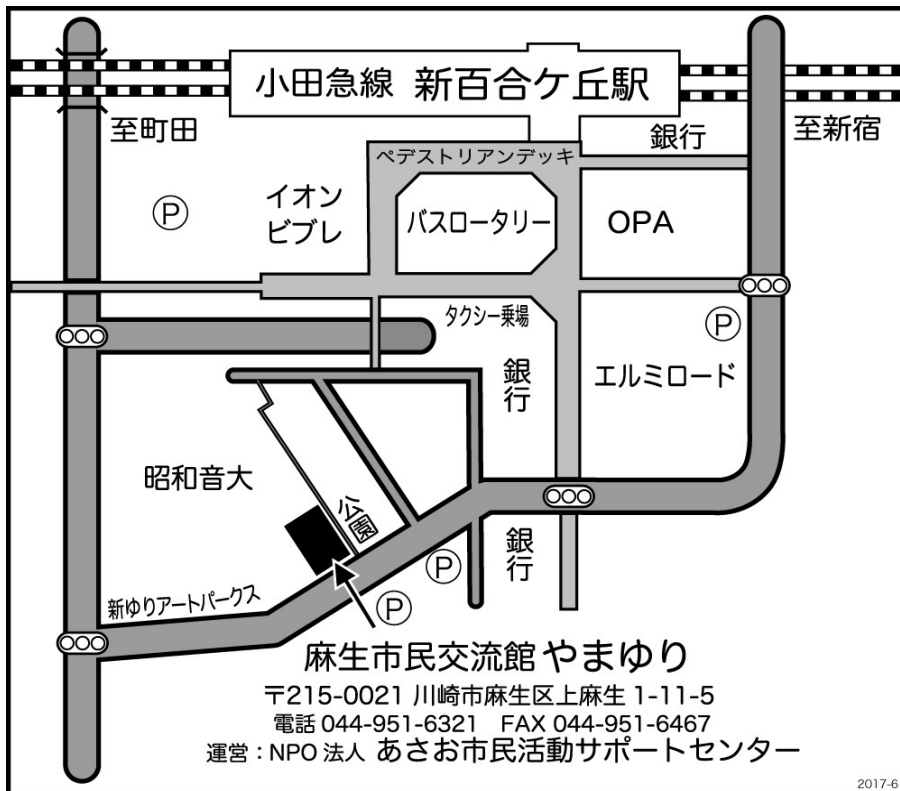 小田急線 新百合ケ丘駅
至町田
銀行
至新宿
ペデストリアンデッキ
イオン
ビブレ
Ⓟ
バスロータリー
OPA
タクシー乗場
Ⓟ
銀行
エルミロード
昭和音大
公園
銀行
Ⓟ
新ゆりアートパークス
Ⓟ
麻生市民交流館 やまゆり
〒215-0021 川崎市麻生区上麻生 1-11-5
電話 044-951-6321 FAX 044-951-6467
運営：NPO 法人 あさお市民活動サポートセンター
2017-6